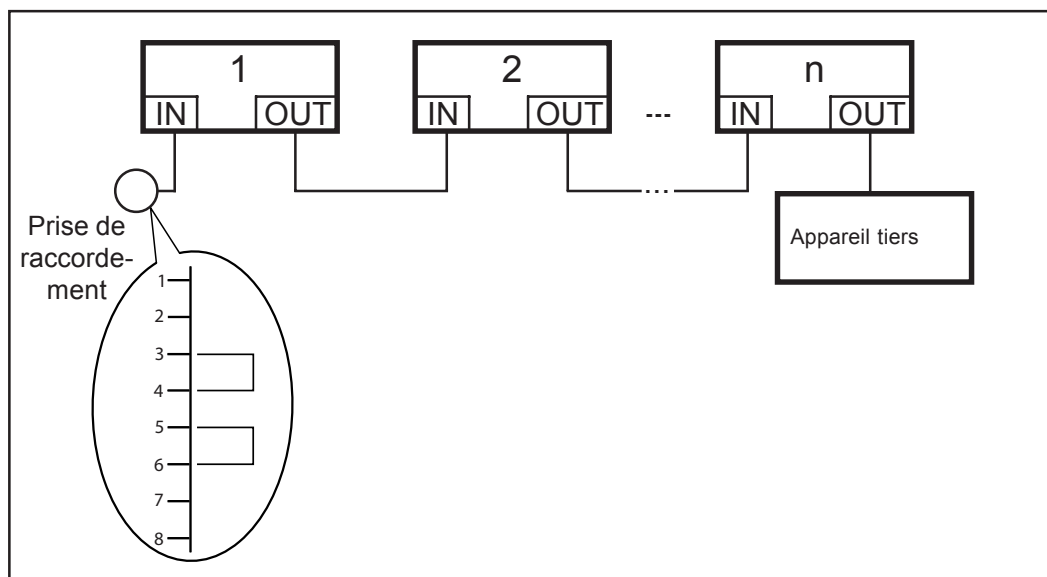 1 2 n
IN OUT IN OUT --- IN OUT
...
Prise de
raccorde-
ment
Appareil tiers
1
2
3
4
5
6
7
8